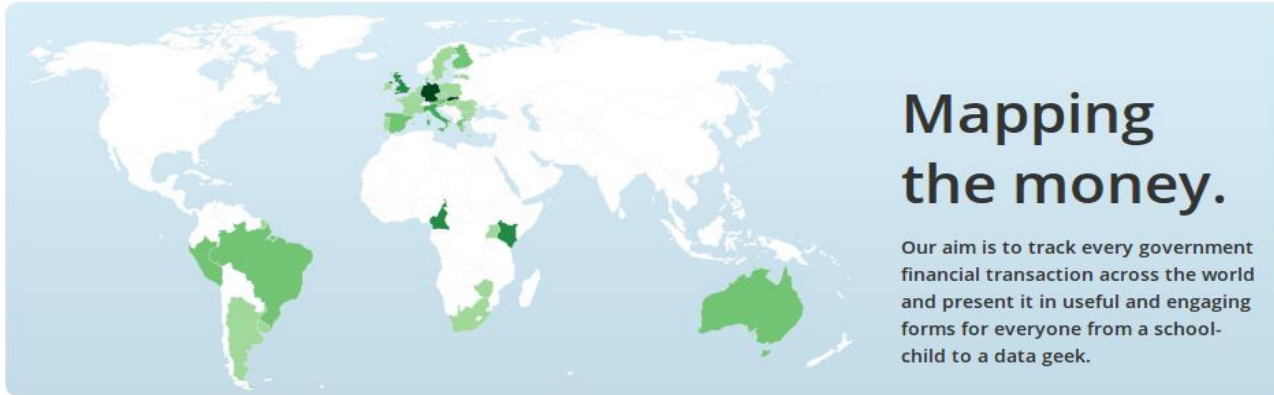 Mapping
the money.
Our aim is to track every government
financial transaction across the world
and present it in useful and engaging
forms for everyone from a school-
child to a data geek.